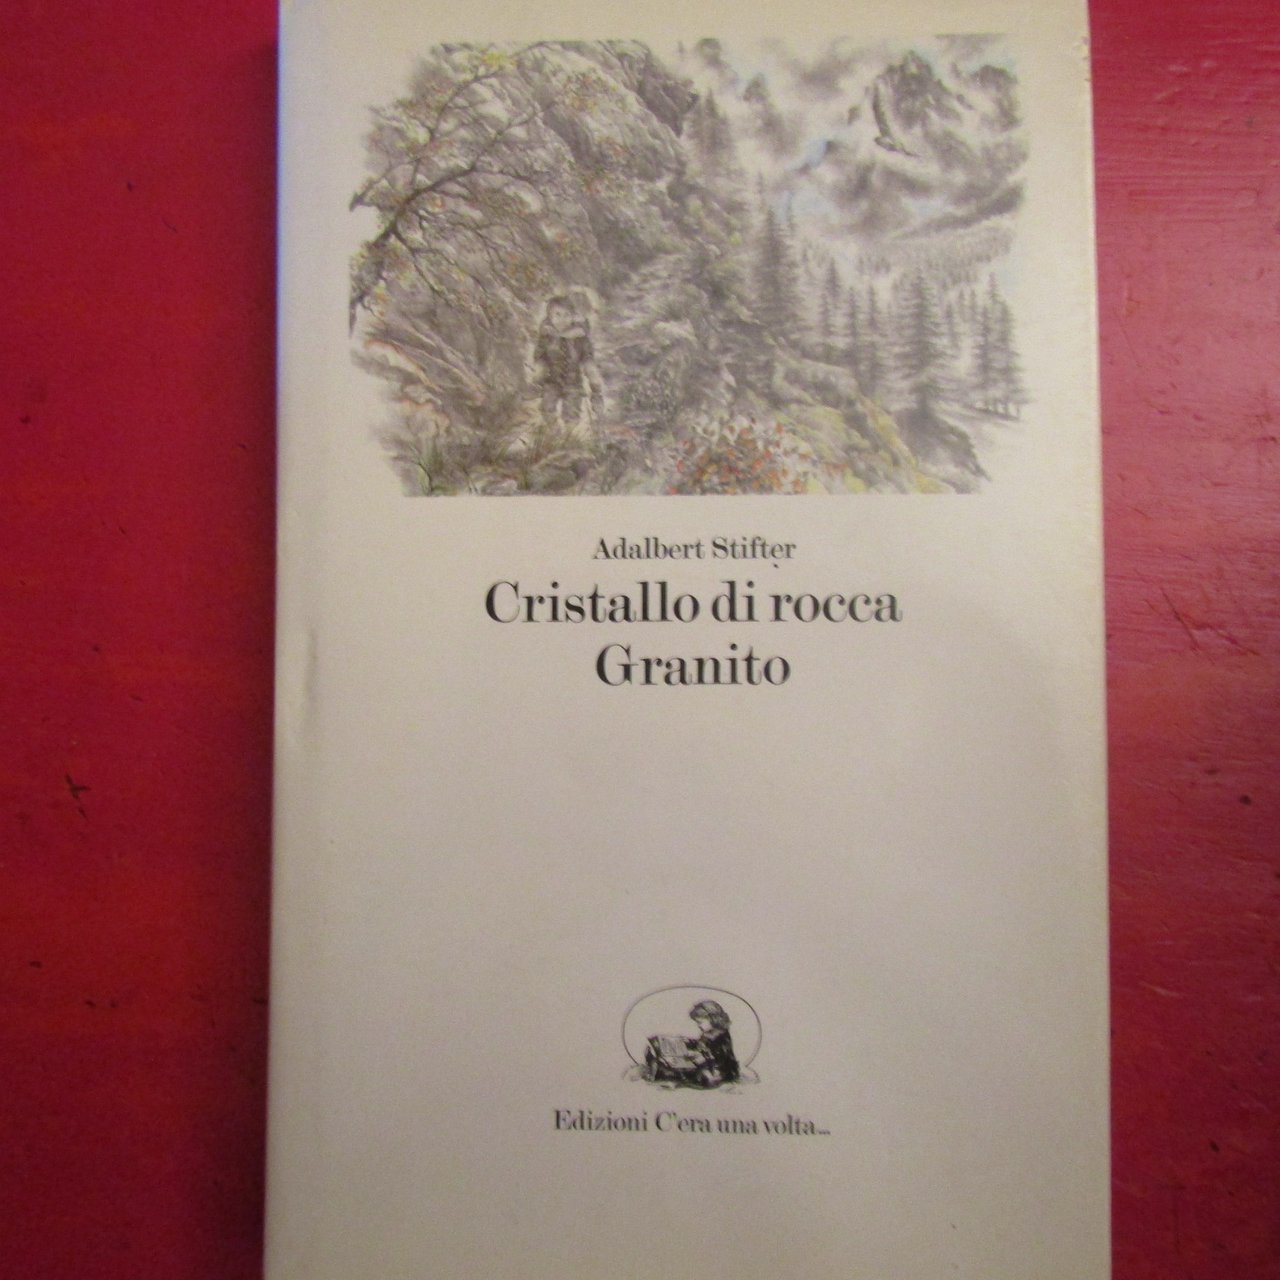 Adalbert Stifter
Cristallo di rocca
Granito
Edizioni C'era una volta...